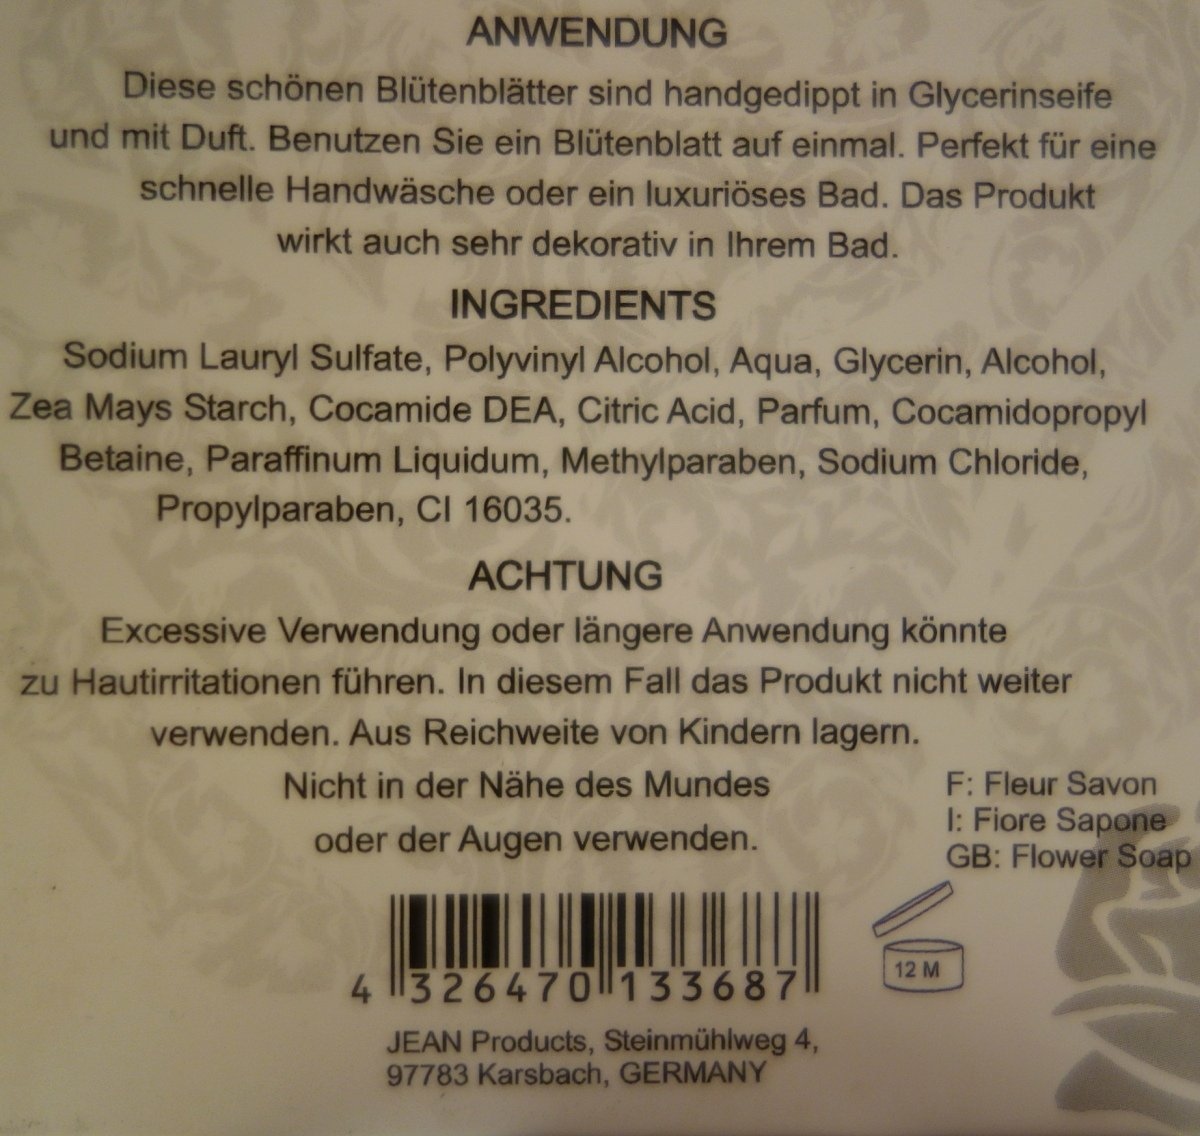 ANWENDUNG
Diese schönen Blütenblätter sind handgedippt in Glycerinseife
und mit Duft. Benutzen Sie ein Blütenblatt auf einmal. Perfekt für eine
schnelle Handwäsche oder ein luxuriöses Bad. Das Produkt
wirkt auch sehr dekorativ in Ihrem Bad.
INGREDIENTS
Sodium Lauryl Sulfate, Polyvinyl Alcohol, Aqua, Glycerin, Alcohol,
Zea Mays Starch, Cocamide DEA, Citric Acid, Parfum, Cocamidopropyl
Betaine, Paraffinum Liquidum, Methylparaben, Sodium Chloride,
Propylparaben, CI 16035.
ACHTUNG
Excessive Verwendung oder längere Anwendung könnte
zu Hautirritationen führen. In diesem Fall das Produkt nicht weiter
verwenden. Aus Reichweite von Kindern lagern.
Nicht in der Nähe des Mundes
oder der Augen verwenden.
F: Fleur Savon
I: Fiore Sapone
GB: Flower Soap
12 M
4 326470 133687
JEAN Products, Steinmühlweg 4,
97783 Karsbach, GERMANY